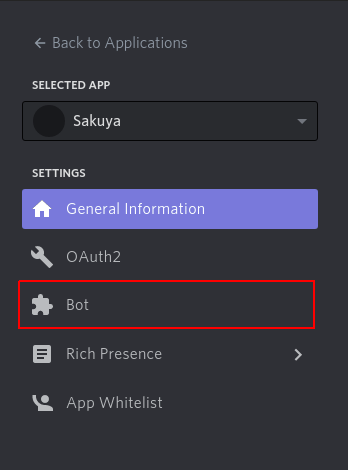 Back to Applications
SELECTED APP
Sakuya
SETTINGS
General Information
OAuth2
Bot
Rich Presence
App Whitelist